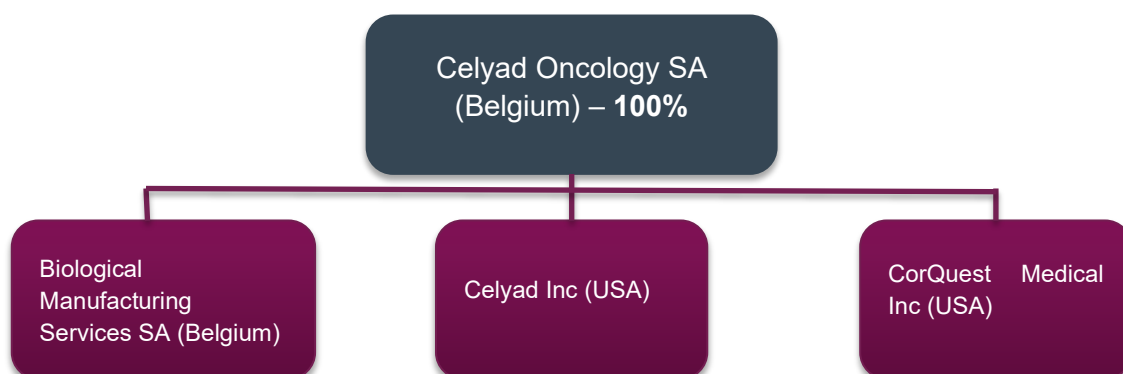 Celyad Oncology SA
(Belgium) – 100%
Biological
Manufacturing
Services SA (Belgium)
Celyad Inc (USA)
CorQuest Medical
Inc (USA)